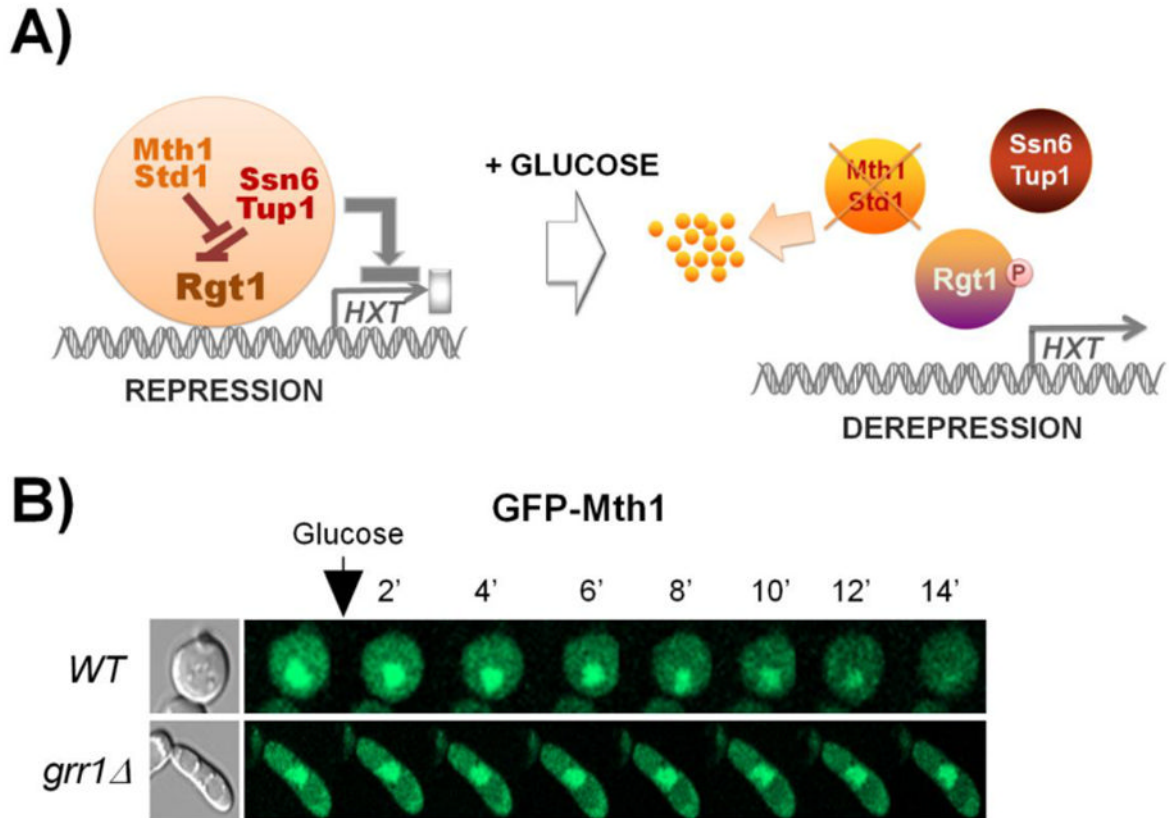 A)
Mth1
Std1
Ssn6
Tup1
Rgt1
HXT
REPRESSION
+ GLUCOSE
Mth1
Std1
Ssn6
Tup1
Rgt1
P
HXT
DEREPRESSION
B)
GFP-Mth1
Glucose
2’ 4’ 6’ 8’ 10’ 12’ 14’
WT
grr1Δ